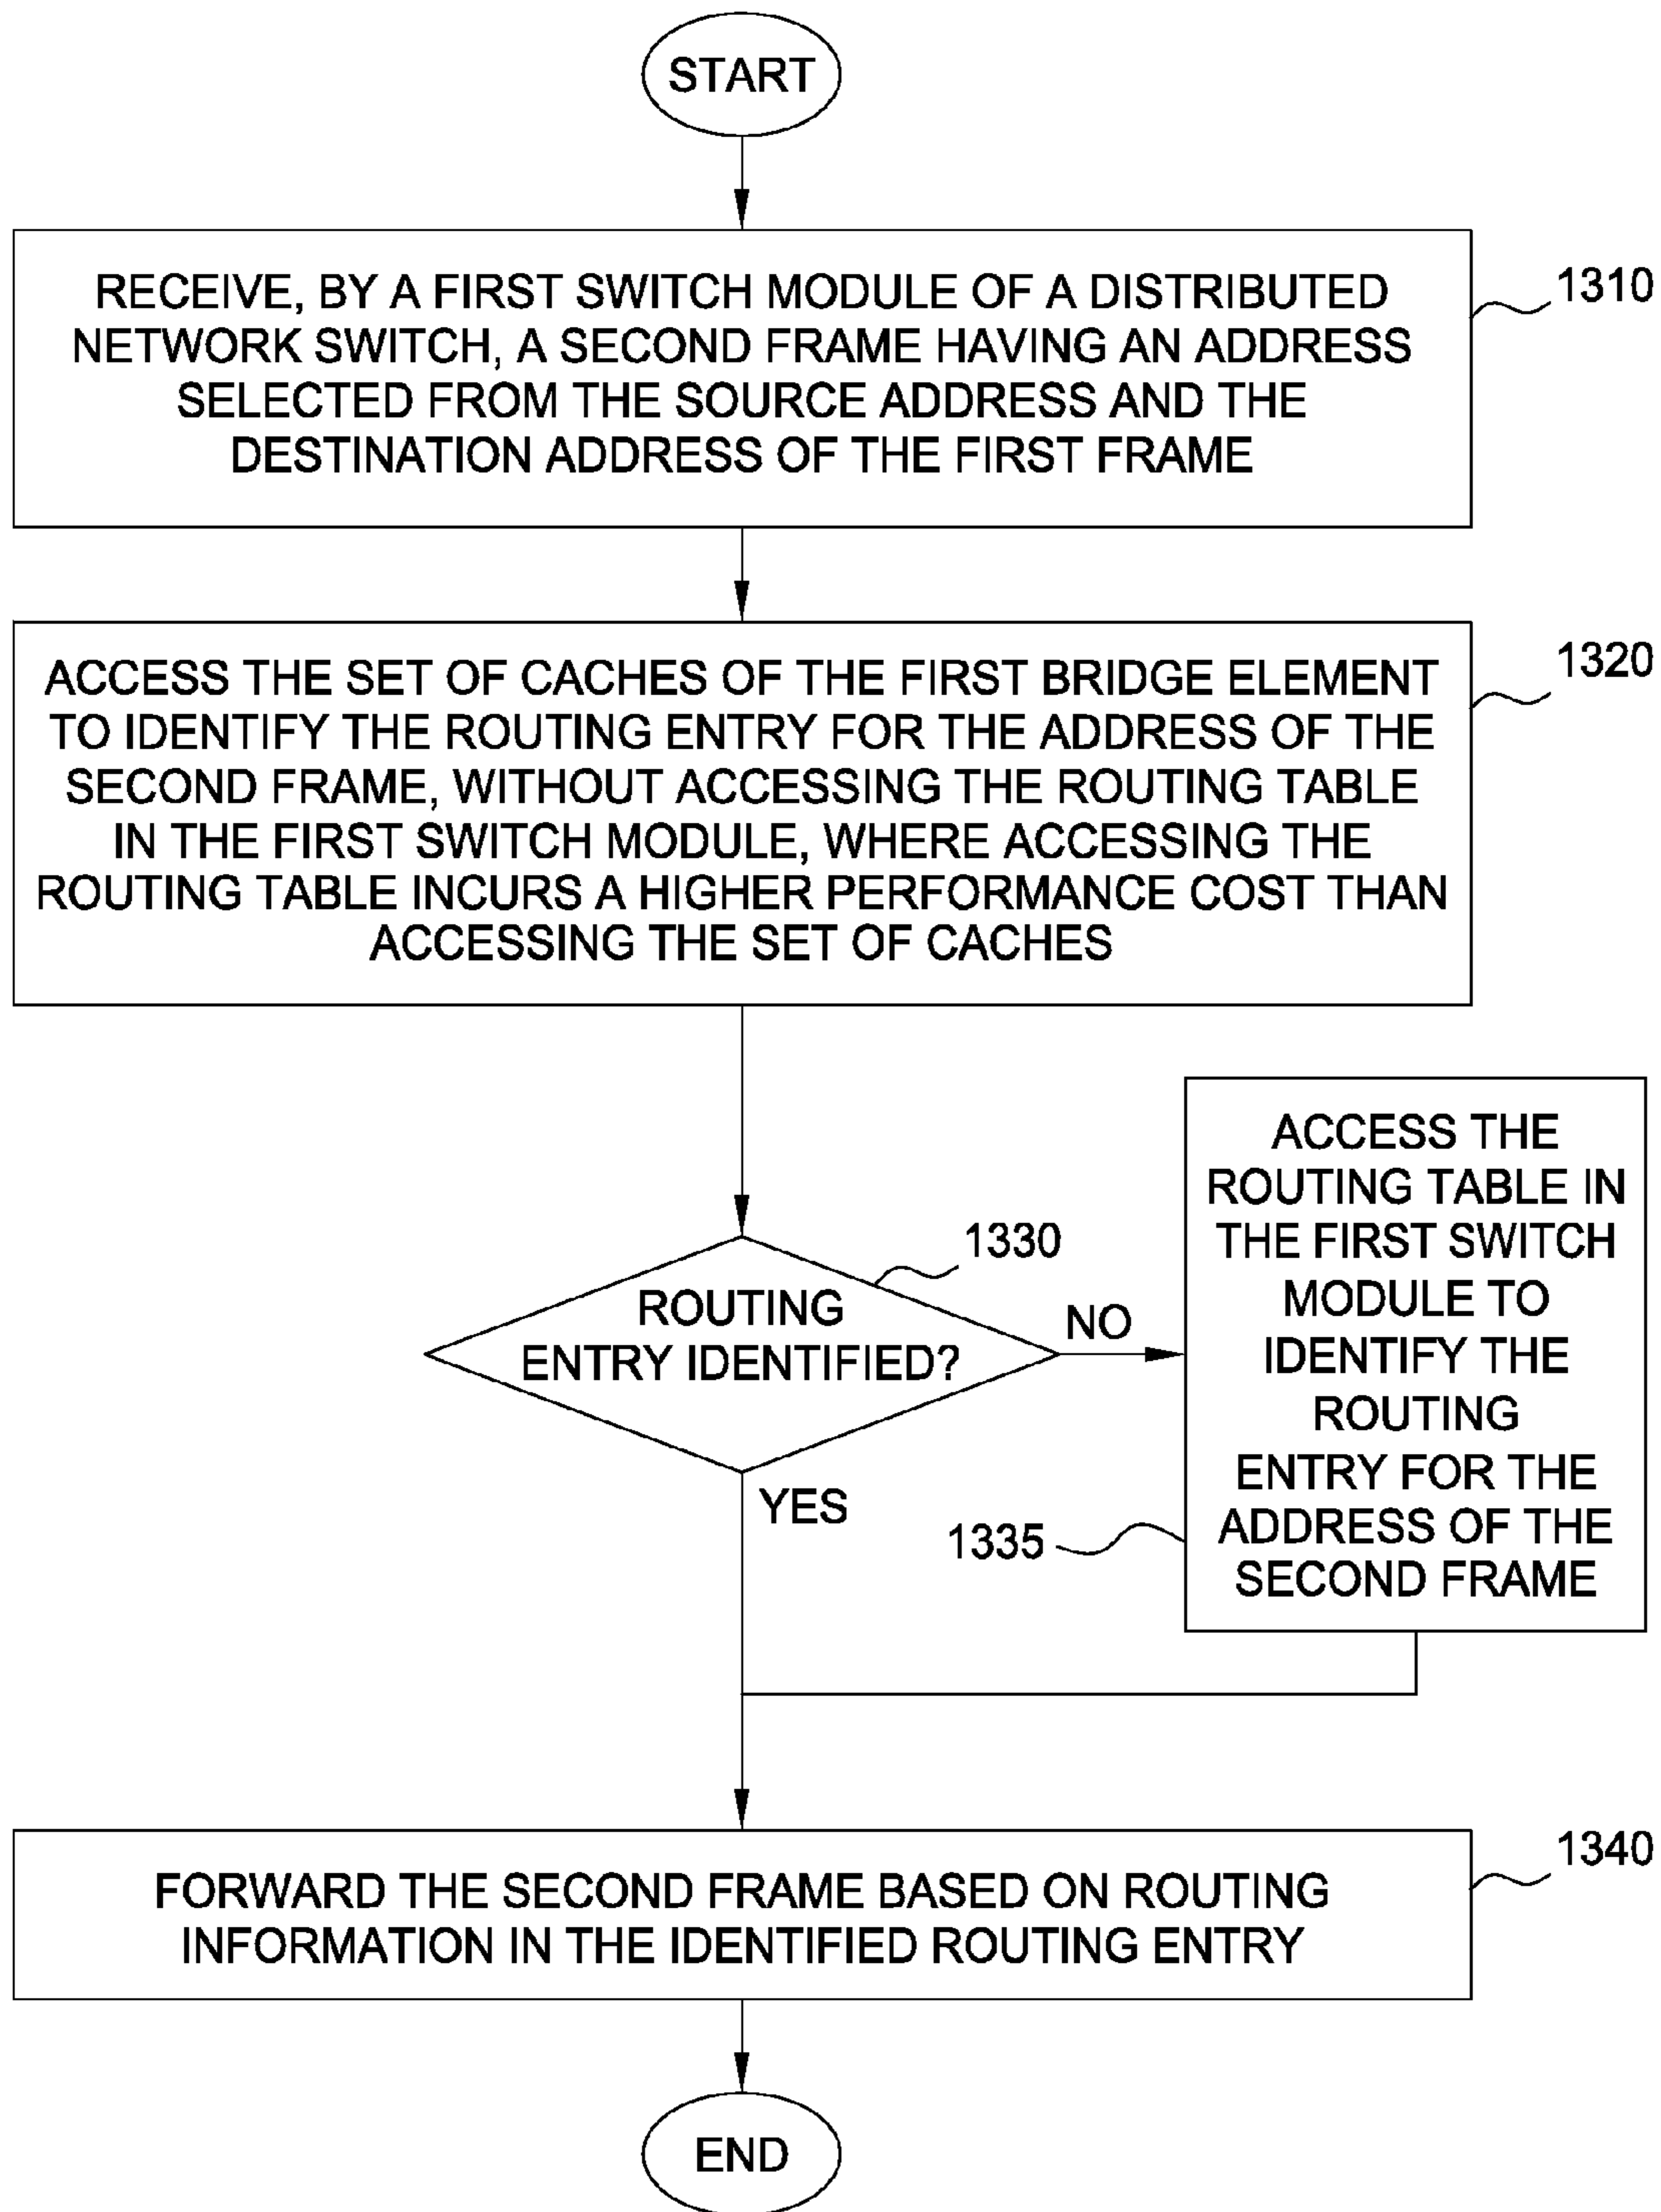 START
RECEIVE, BY A FIRST SWITCH MODULE OF A DISTRIBUTED
NETWORK SWITCH, A SECOND FRAME HAVING AN ADDRESS
SELECTED FROM THE SOURCE ADDRESS AND THE
DESTINATION ADDRESS OF THE FIRST FRAME
1310
ACCESS THE SET OF CACHES OF THE FIRST BRIDGE ELEMENT
TO IDENTIFY THE ROUTING ENTRY FOR THE ADDRESS OF THE
SECOND FRAME, WITHOUT ACCESSING THE ROUTING TABLE
IN THE FIRST SWITCH MODULE, WHERE ACCESSING THE
ROUTING TABLE INCURS A HIGHER PERFORMANCE COST THAN
ACCESSING THE SET OF CACHES
1320
ROUTING
ENTRY IDENTIFIED?
1330
NO
YES
ACCESS THE
ROUTING TABLE IN
THE FIRST SWITCH
MODULE TO
IDENTIFY THE
ROUTING
ENTRY FOR THE
ADDRESS OF THE
SECOND FRAME
1335
FORWARD THE SECOND FRAME BASED ON ROUTING
INFORMATION IN THE IDENTIFIED ROUTING ENTRY
1340
END